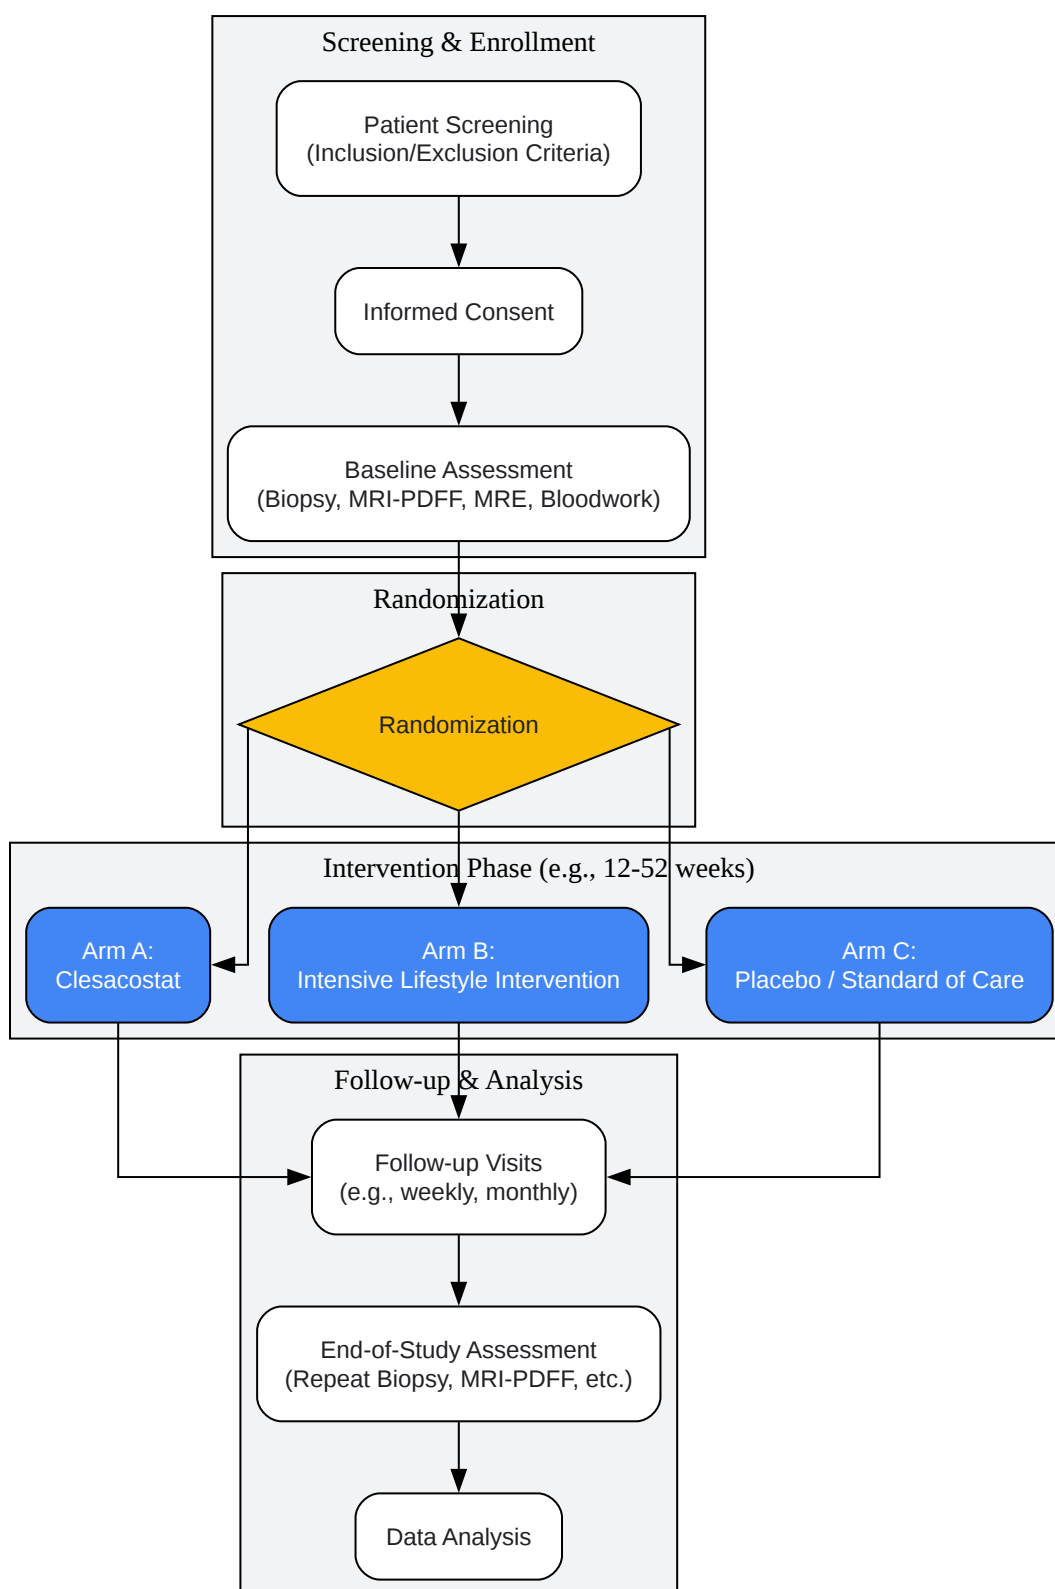 Screening & Enrollment
Patient Screening
(Inclusion/Exclusion Criteria)
Informed Consent
Baseline Assessment
(Biopsy, MRI-PDFF, MRE, Bloodwork)
Randomization
Randomization
Intervention Phase (e.g., 12-52 weeks)
Arm A:
Clesacostat
Arm B:
Intensive Lifestyle Intervention
Arm C:
Placebo / Standard of Care
Follow-up & Analysis
Follow-up Visits
(e.g., weekly, monthly)
End-of-Study Assessment
(Repeat Biopsy, MRI-PDFF, etc.)
Data Analysis